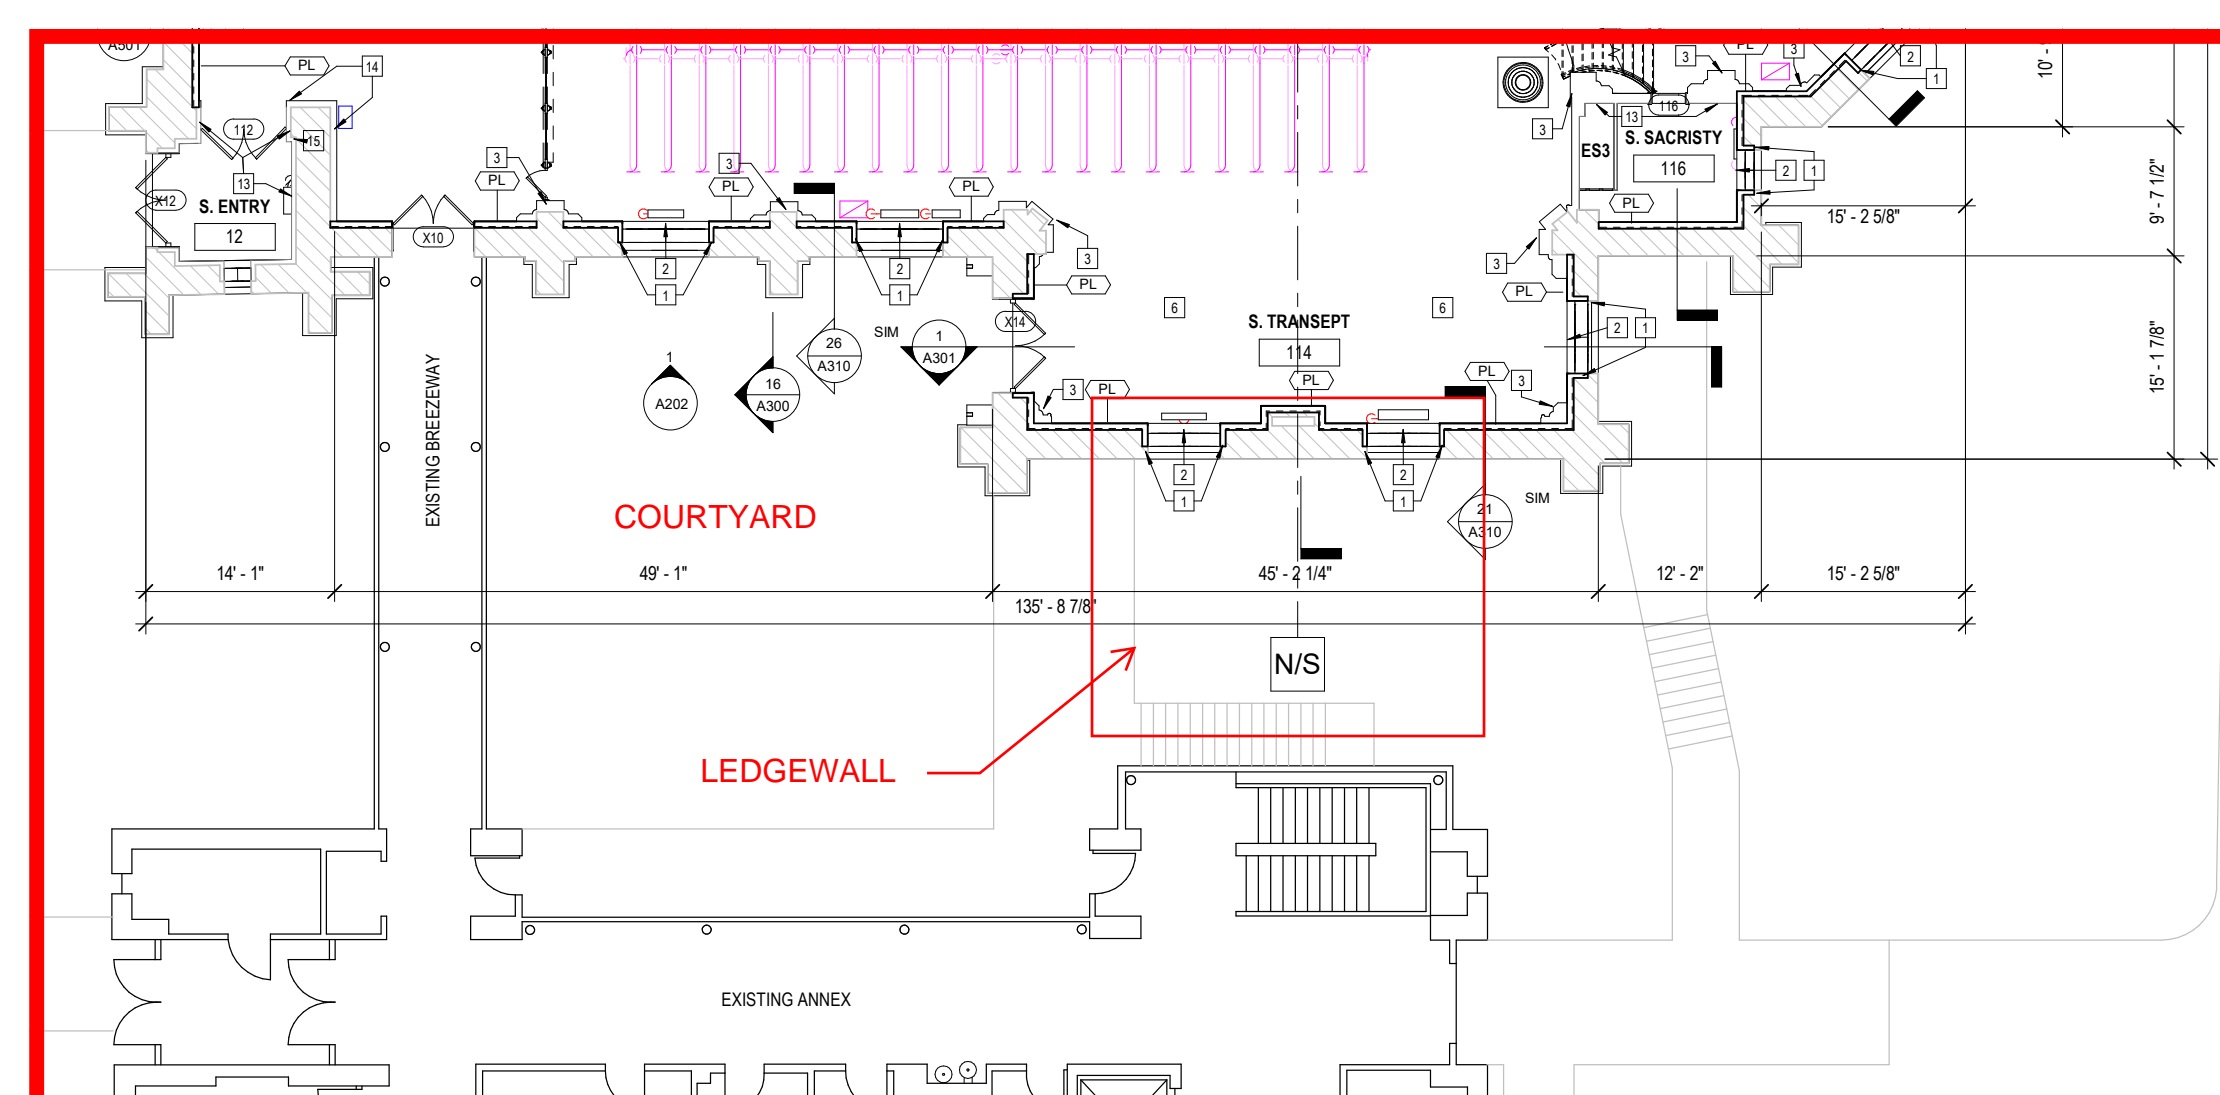 A501
PL
14
112
15
13
X12
S. ENTRY
12
X10
3
PL
3
PL
PL
2
1
2
1
3
PL
X14
SIM
1
A301
26
A310
16
A300
1
A202
6
6
S. TRANSEPT
114
PL
3
PL
PL
3
PL
3
2
1
3
13
116
S. SACRISTY
116
ES3
PL
3
PL
3
2
1
2
1
10'
9' - 7 1/2"
15' - 2 5/8"
15' - 1 7/8"
2
1
2
1
21
A310
SIM
EXISTING BREEZEWAY
COURTYARD
14' - 1"
49' - 1"
45' - 2 1/4"
12' - 2"
15' - 2 5/8"
135' - 8 7/8"
N/S
LEDGEWALL
EXISTING ANNEX